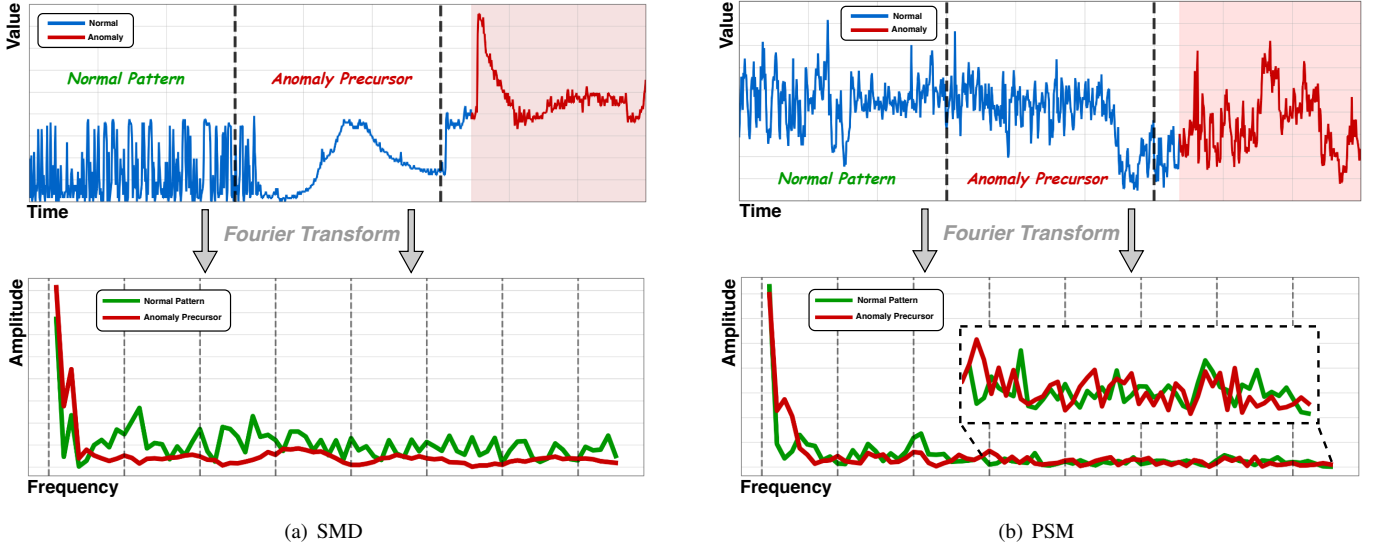 Value
Normal
Anomaly
Normal Pattern
Anomaly Precursor
Time
Fourier Transform
Amplitude
Normal Pattern
Anomaly Precursor
Frequency
(a) SMD
Value
Normal
Anomaly
Normal Pattern
Anomaly Precursor
Time
Fourier Transform
Amplitude
Normal Pattern
Anomaly Precursor
Frequency
(b) PSM